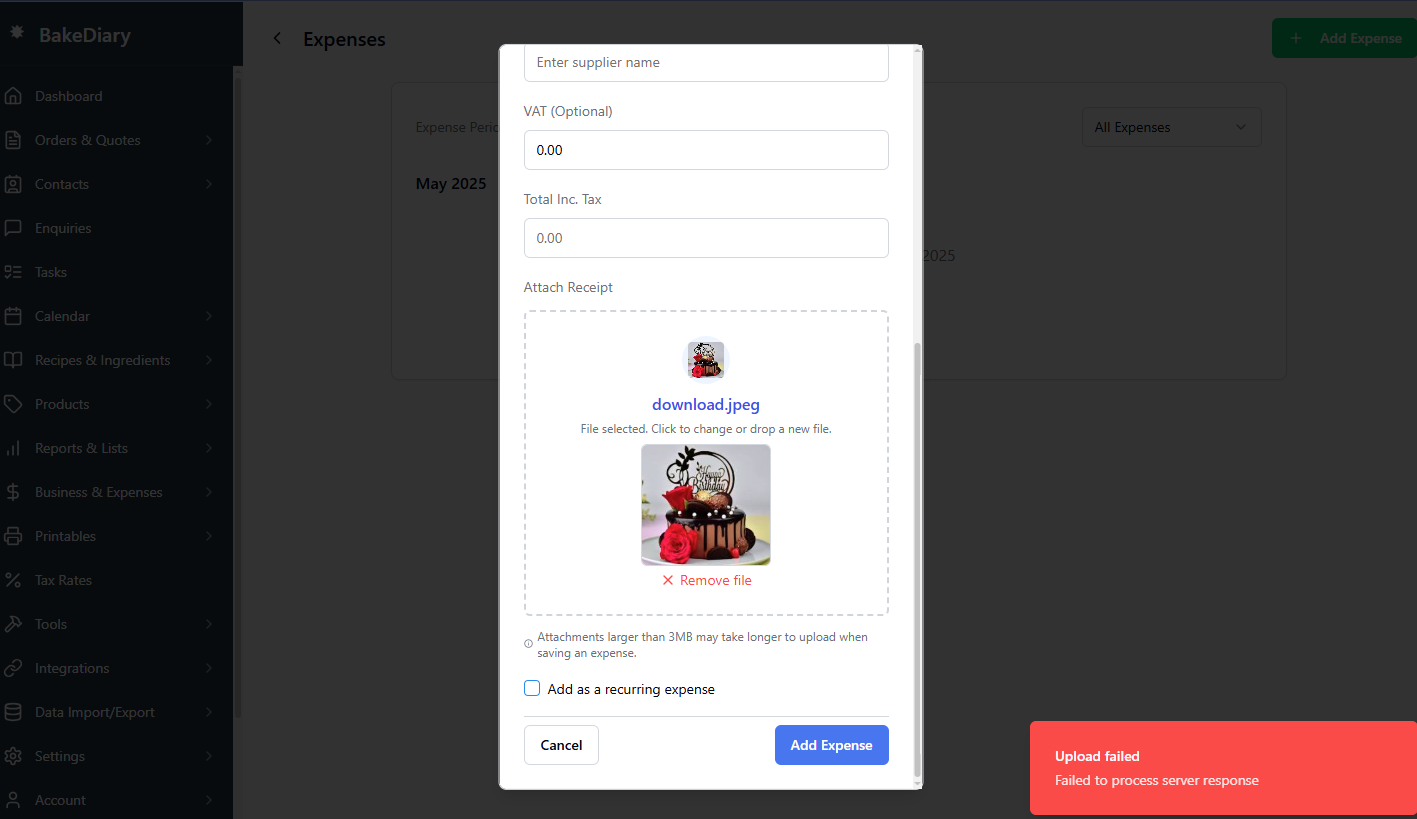 BakeDiary
Dashboard
Orders & Quotes
Contacts
Enquiries
Tasks
Calendar
Recipes & Ingredients
Products
Reports & Lists
Business & Expenses
Printables
Tax Rates
Tools
Integrations
Data Import/Export
Settings
Account
Expenses
Add Expense
Expense Perio
All Expenses
May 2025
2025
Enter supplier name
VAT (Optional)
0.00
Total Inc. Tax
0.00
Attach Receipt
download.jpeg
File selected. Click to change or drop a new file.
Happy
Birthday
Remove file
Attachments larger than 3MB may take longer to upload when
saving an expense.
Add as a recurring expense
Cancel
Add Expense
Upload failed
Failed to process server response